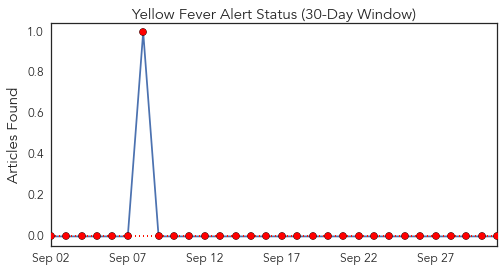 Yellow Fever Alert Status (30-Day Window)
Articles Found
1.0
0.8
0.6
0.4
0.2
0.0
Sep 02 Sep 07 Sep 12 Sep 17 Sep 22 Sep 27